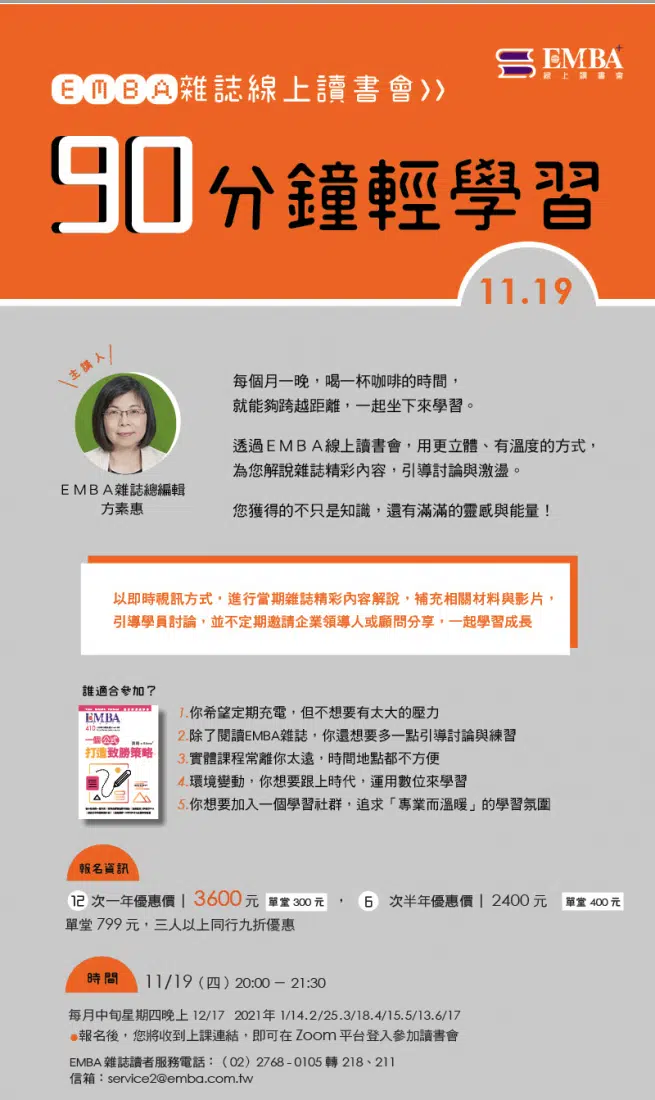 EMBA+
線上讀書會
EMBA雜誌線上讀書會>>
90分鐘輕學習
11.19
主講人
每個月一晚，喝一杯咖啡的時間，
就能夠跨越距離，一起坐下來學習。
透過EMBA線上讀書會，用更立體、有溫度的方式，
為您解說雜誌精彩內容，引導討論與激盪。
您獲得的不只是知識，還有滿滿的靈感與能量！
EMBA雜誌總編輯
方素惠
以即時視訊方式，進行當期雜誌精彩內容解說，補充相關材料與影片，
引導學員討論，並不定期邀請企業領導人或顧問分享，一起學習成長
誰適合參加？
EMBA
410
一個公式
打造致勝策略
1.你希望定期充電，但不想要有太大的壓力
2.除了閱讀EMBA雜誌，你還想要多一點引導討論與練習
3.實體課程常離你太遠，時間地點都不方便
4.環境變動，你想要跟上時代，運用數位來學習
5.你想要加入一個學習社群，追求「專業而溫暖」的學習氛圍
報名資訊
12 次一年優惠價 | 3600元 單堂 300 元 ， 6 次半年優惠價 | 2400 元 單堂 400 元
單堂 799 元，三人以上同行九折優惠
時間 11/19（四）20:00 － 21:30
每月中旬星期四晚上 12/17 2021年 1/14.2/25.3/18.4/15.5/13.6/17
●報名後，您將收到上課連結，即可在 Zoom 平台登入參加讀書會
EMBA 雜誌讀者服務電話：（02）2768-0105 轉 218、211
信箱：service2@emba.com.tw